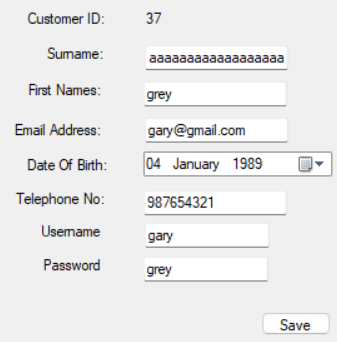 Customer ID: 37
Surname: aaaaaaaaaaaaaaaaaa
First Names: grey
Email Address: gary@gmail.com
Date Of Birth: 04 January 1989
Telephone No: 987654321
Username gary
Password grey
Save